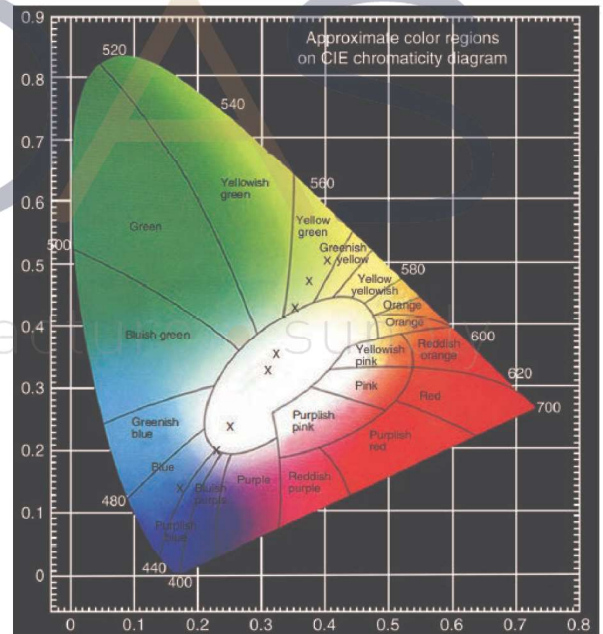 Approximate color regions
on CIE chromaticity diagram
0.9
0.8
0.7
0.6
0.5
0.4
0.3
0.2
0.1
0
520
540
560
500
580
600
620
700
480
440
400
Yellowish
green
Green
Yellow
green
Greenish
yellow
Yellow
yellowish
Orange
Orange
Bluish green
Yellowish
pink
Reddish
orange
Pink
Red
Greenish
blue
Purplish
pink
Purplish
red
Blue
Bluish
purple
Purple
Reddish
purple
Purplish
blue
x
x
x
x
x
x
x
x
0
0.1
0.2
0.3
0.4
0.5
0.6
0.7
0.8